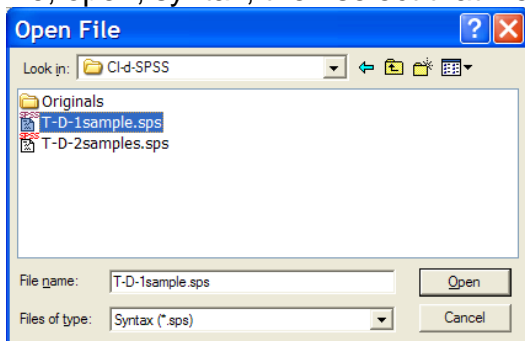 Open File
Look in: CI-d-SPSS
Originals
T-D-1sample.sps
T-D-2samples.sps
File name: T-D-1sample.sps Open
Files of type: Syntax (*.sps) Cancel